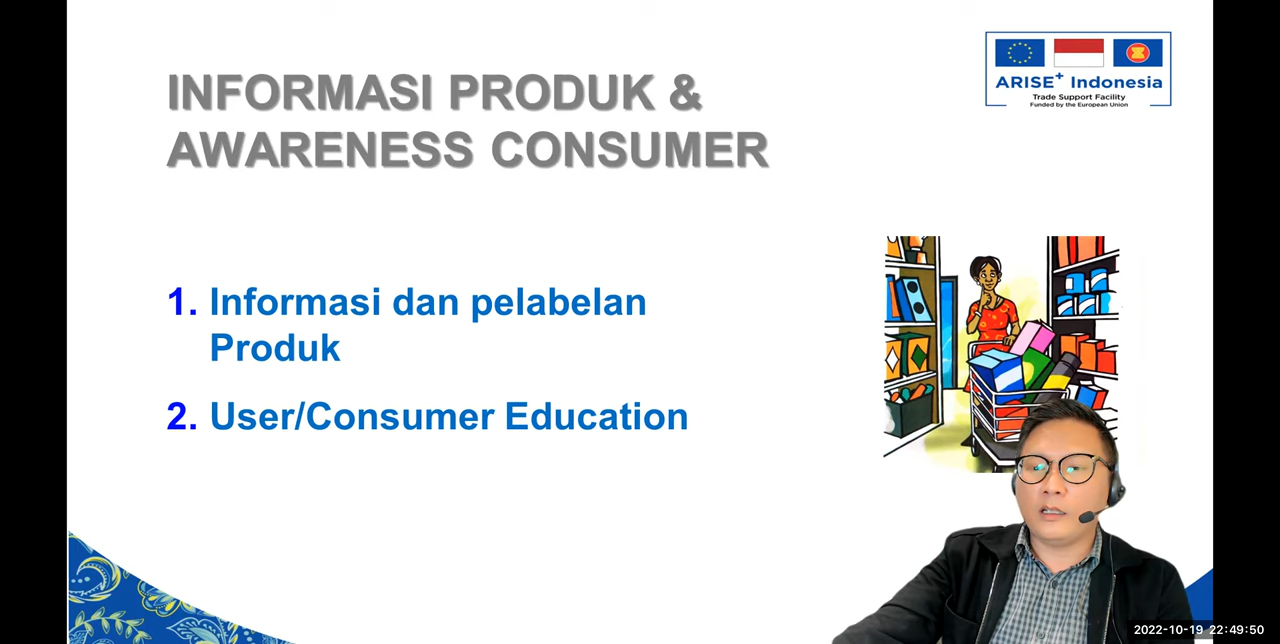 INFORMASI PRODUK &
AWARENESS CONSUMER
ARISE+ Indonesia
Trade Support Facility
Funded by the European Union
1. Informasi dan pelabelan
Produk
2. User/Consumer Education
2022-10-19 22:49:50